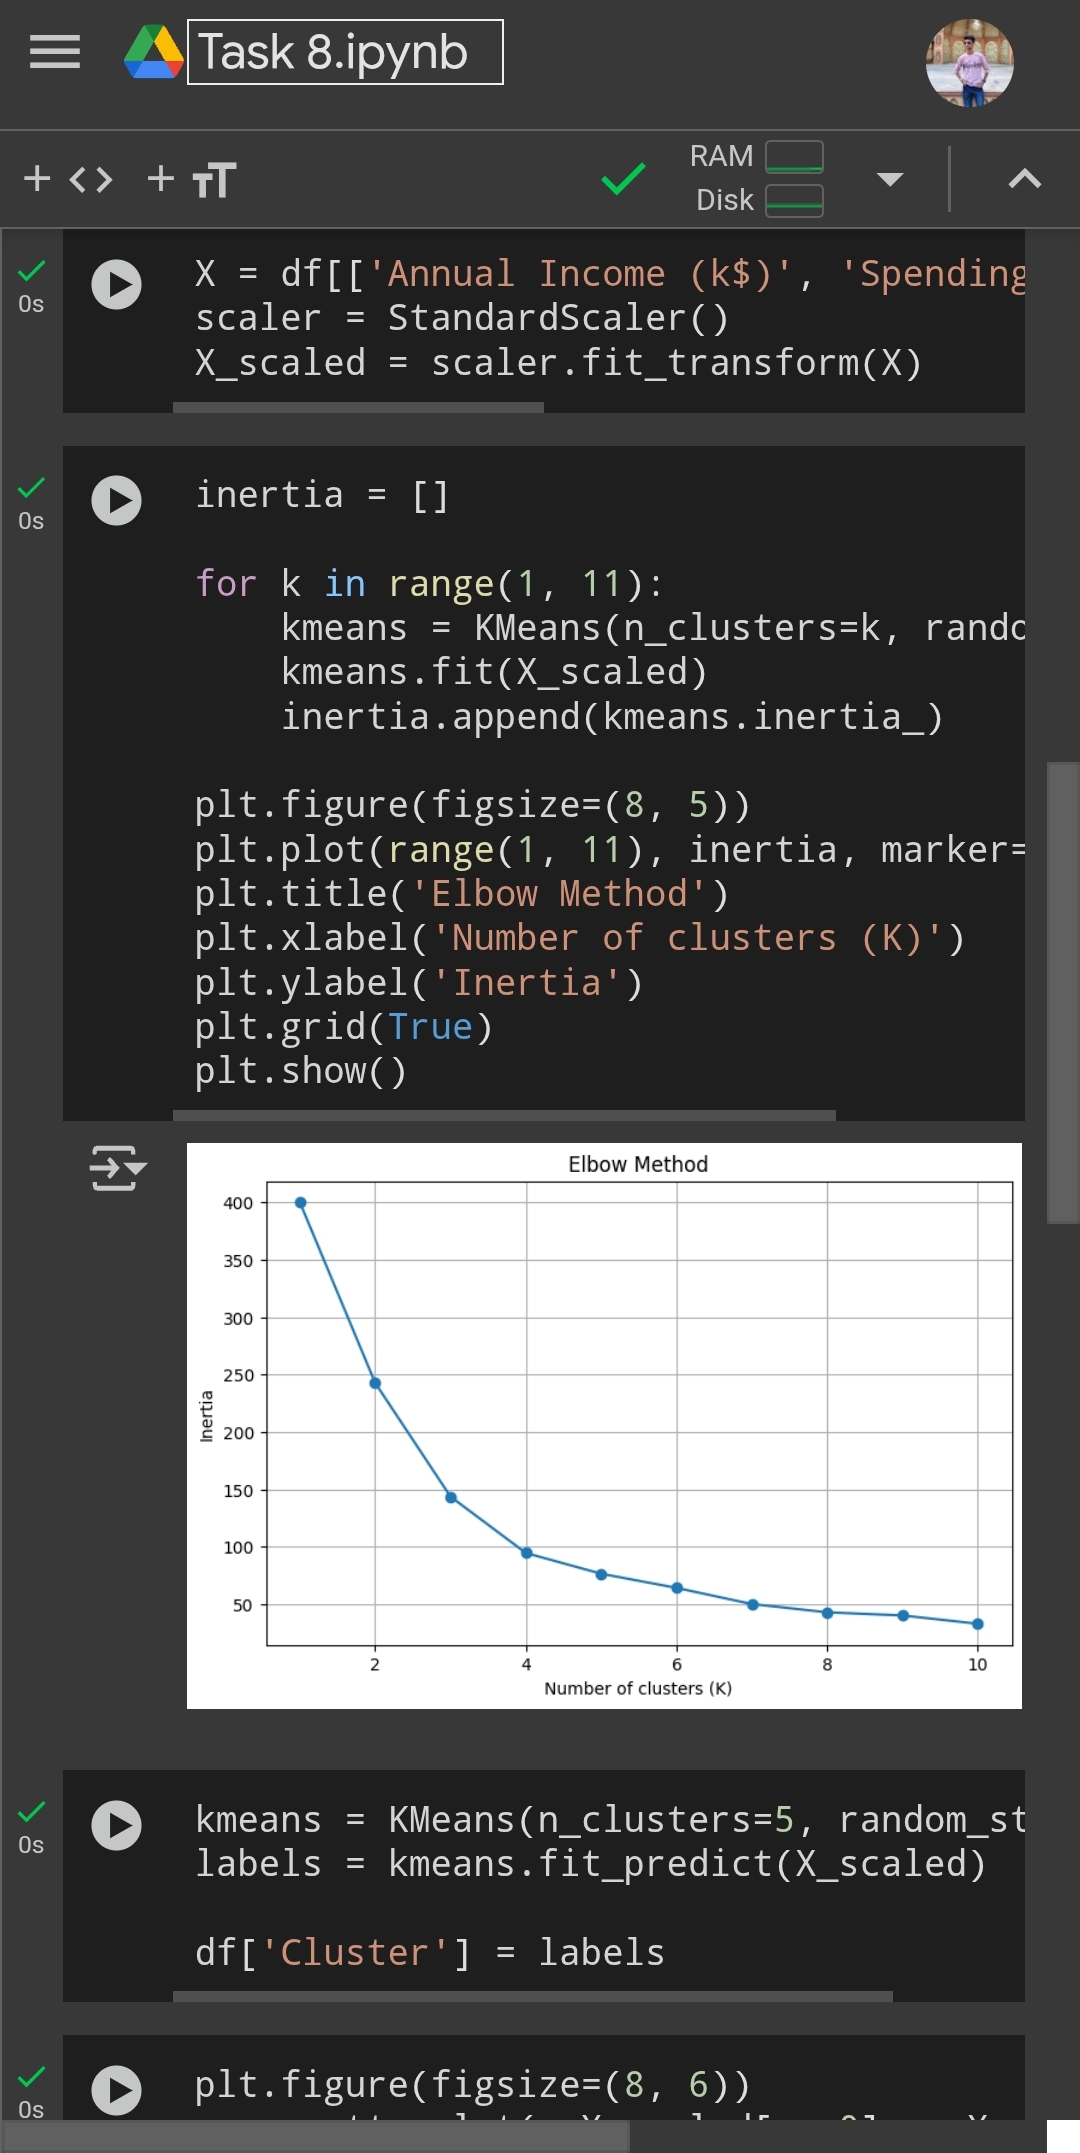 Task 8.ipynb
RAM
Disk
0s
X = df[['Annual Income (k$)', 'Spending
scaler = StandardScaler()
X_scaled = scaler.fit_transform(X)
0s
inertia = []
for k in range(1, 11):
kmeans = KMeans(n_clusters=k, rando
kmeans.fit(X_scaled)
inertia.append(kmeans.inertia_)
plt.figure(figsize=(8, 5))
plt.plot(range(1, 11), inertia, marker=
plt.title('Elbow Method')
plt.xlabel('Number of clusters (K)')
plt.ylabel('Inertia')
plt.grid(True)
plt.show()
Elbow Method
400
350
300
250
200
150
100
50
Inertia
2 4 6 8 10
Number of clusters (K)
0s
kmeans = KMeans(n_clusters=5, random_st
labels = kmeans.fit_predict(X_scaled)
df['Cluster'] = labels
0s
plt.figure(figsize=(8, 6))